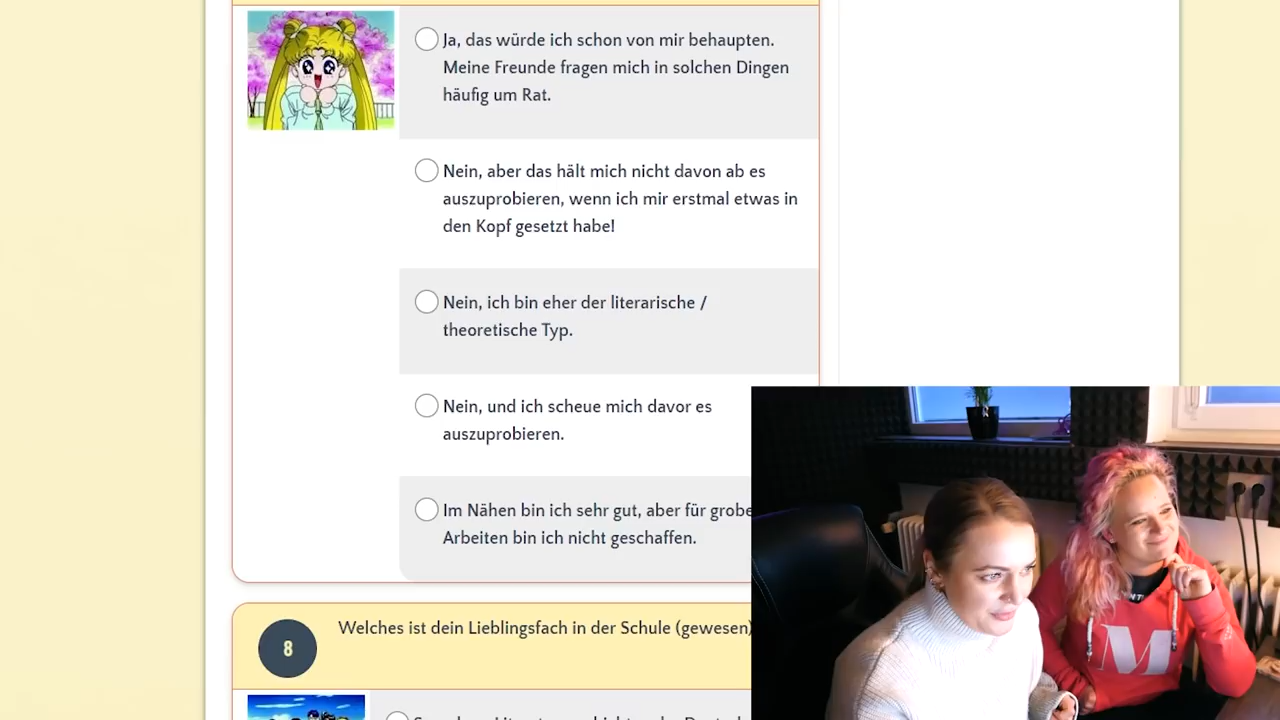 Ja, das würde ich schon von mir behaupten.
Meine Freunde fragen mich in solchen Dingen
häufig um Rat.
Nein, aber das hält mich nicht davon ab es
auszuprobieren, wenn ich mir erstmal etwas in
den Kopf gesetzt habe!
Nein, ich bin eher der literarische /
theoretische Typ.
Nein, und ich scheue mich davor es
auszuprobieren.
Im Nähen bin ich sehr gut, aber für grobe
Arbeiten bin ich nicht geschaffen.
8
Welches ist dein Lieblingsfach in der Schule (gewesen)
M